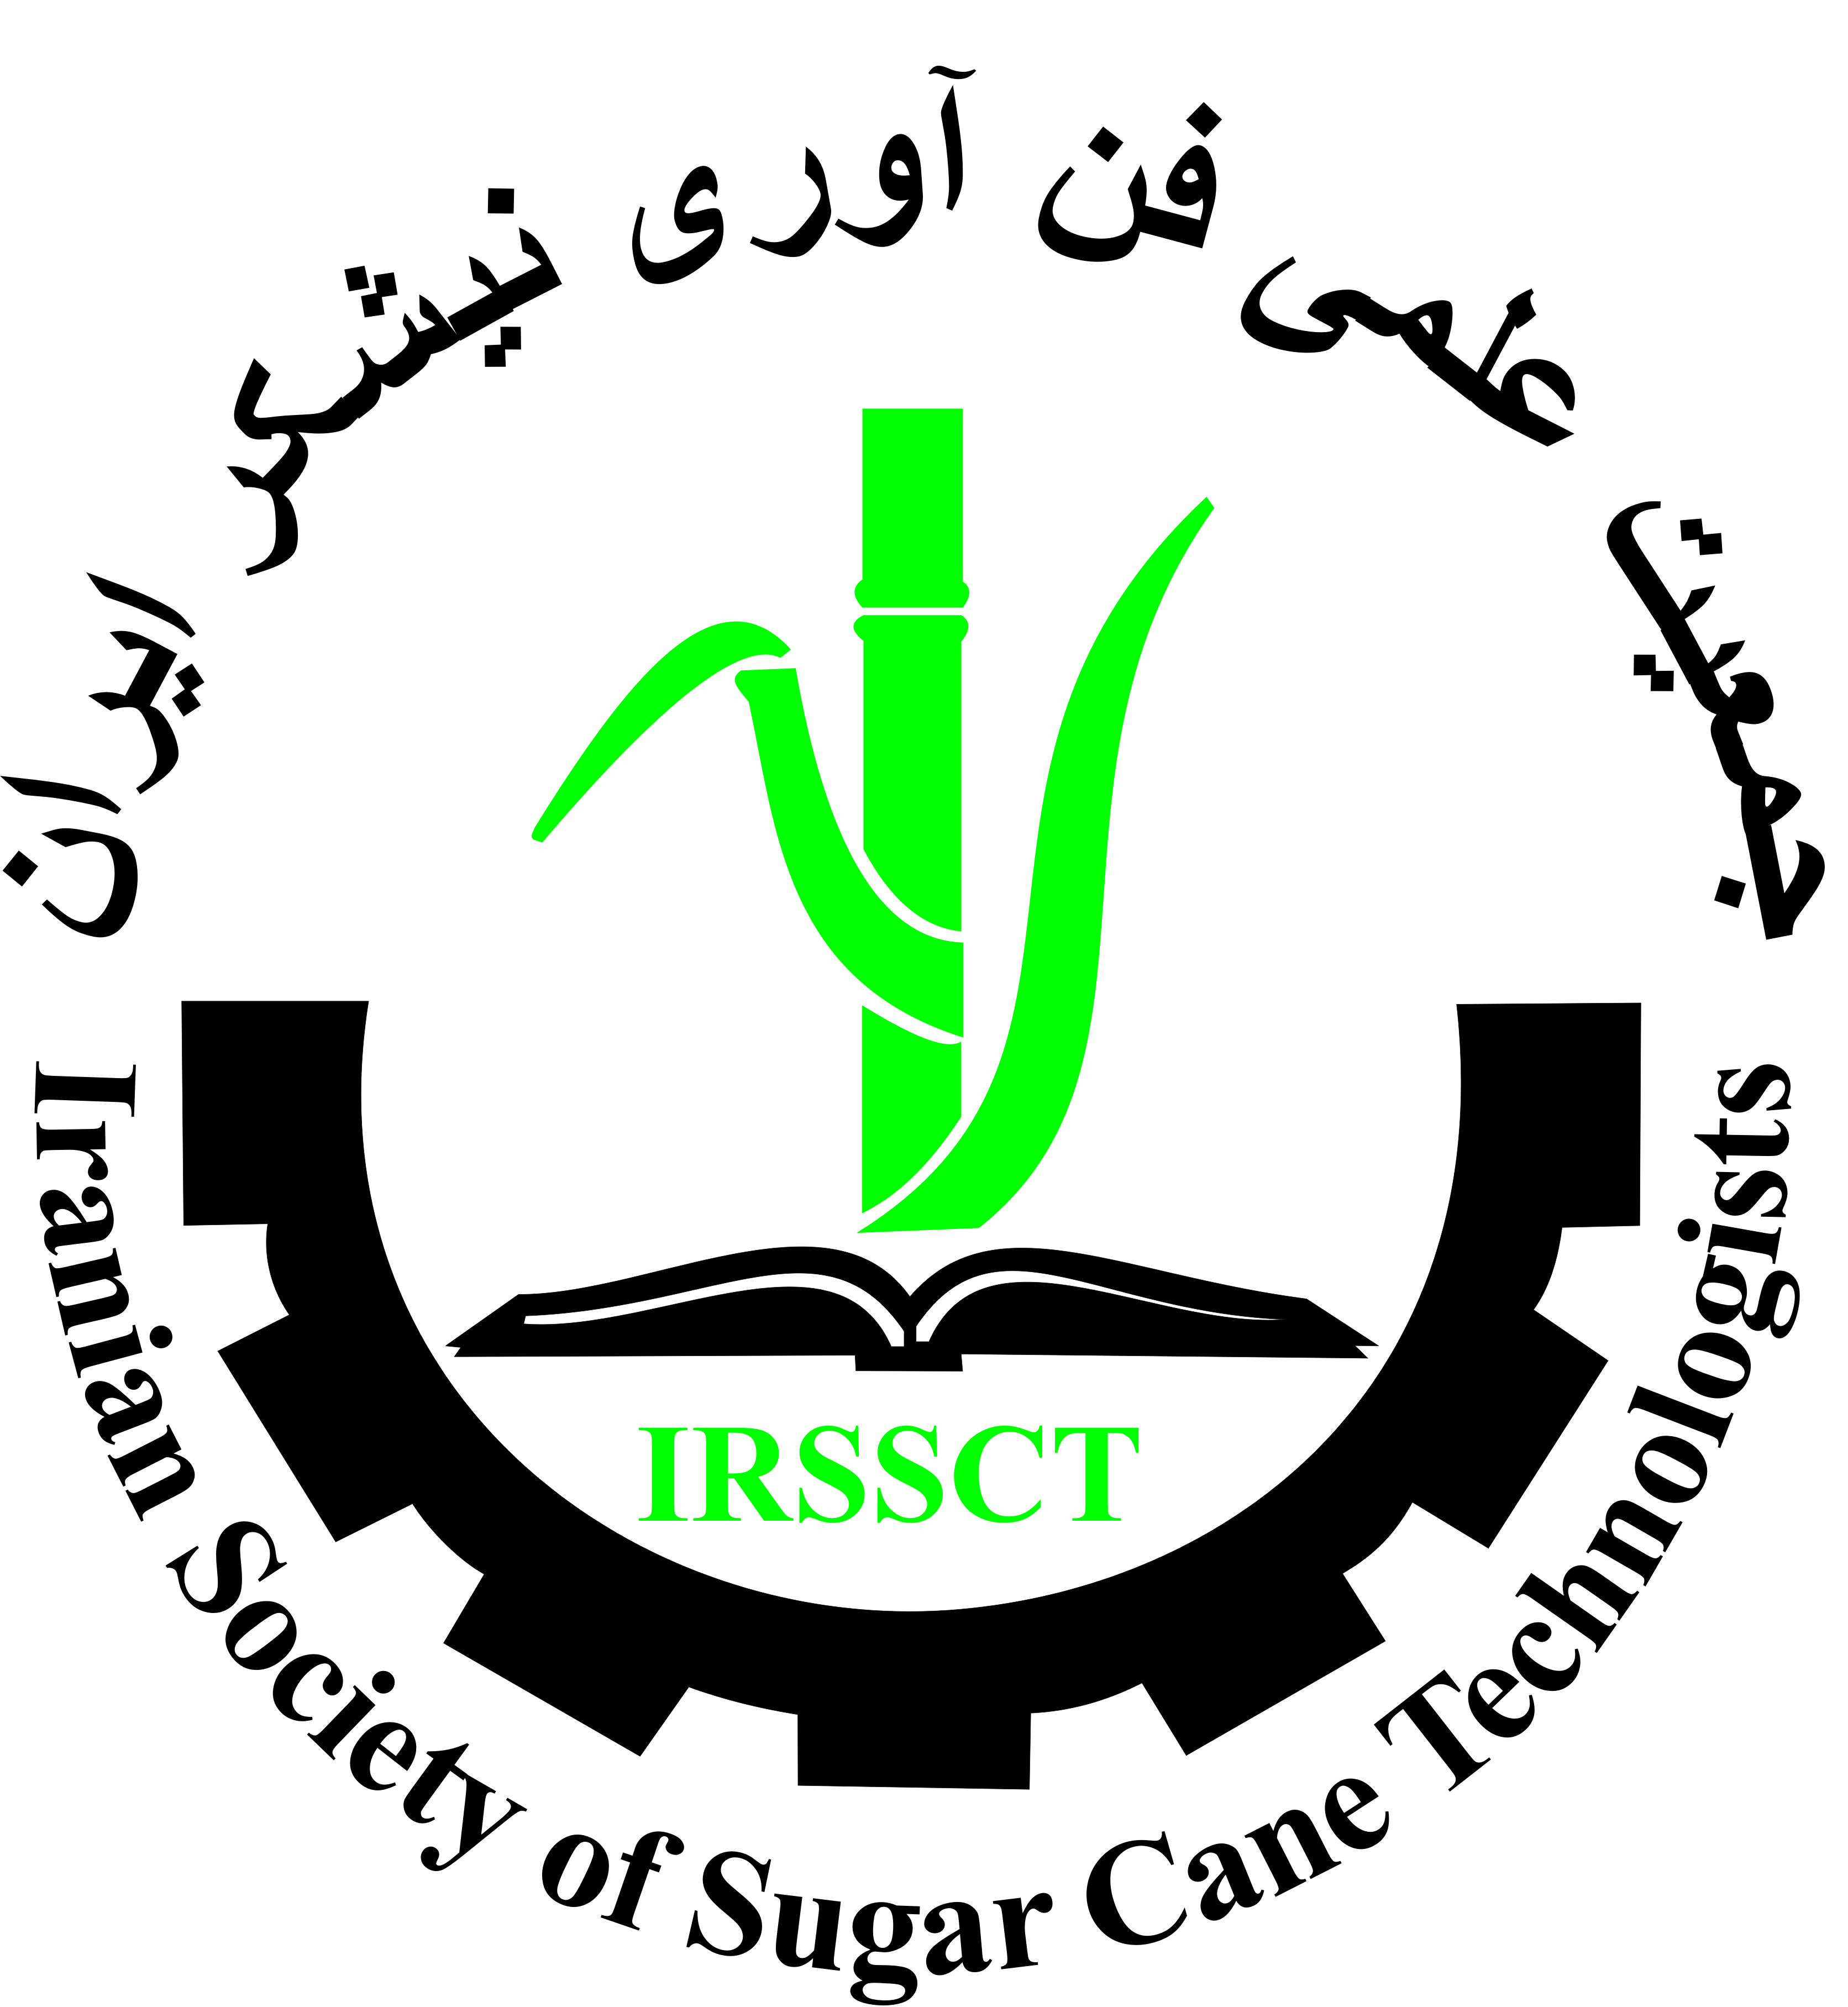 جمعیت علمی فن آوری نیشکر ایران
IRSSCT
Iranian Society of Sugar Cane Technologists